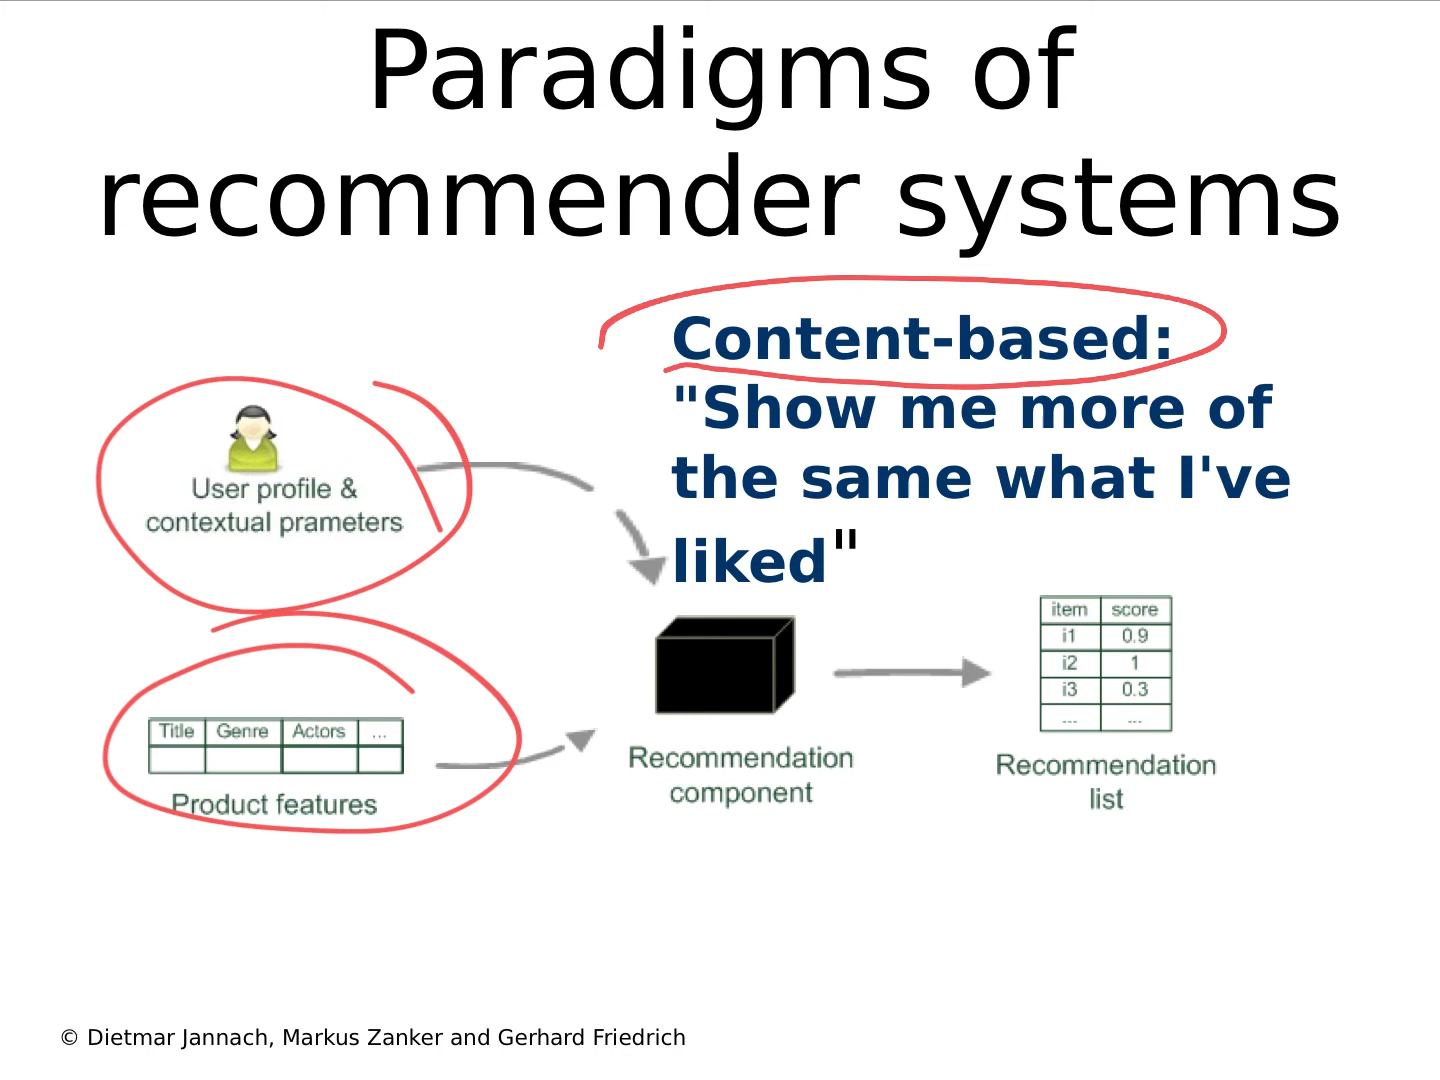 Paradigms of
recommender systems
Content-based:
"Show me more of
the same what I've
liked"
User profile &
contextual prameters
Title Genre Actors ...
Product features
Recommendation
component
item score
i1 0.9
i2 1
i3 0.3
... ...
Recommendation
list
© Dietmar Jannach, Markus Zanker and Gerhard Friedrich